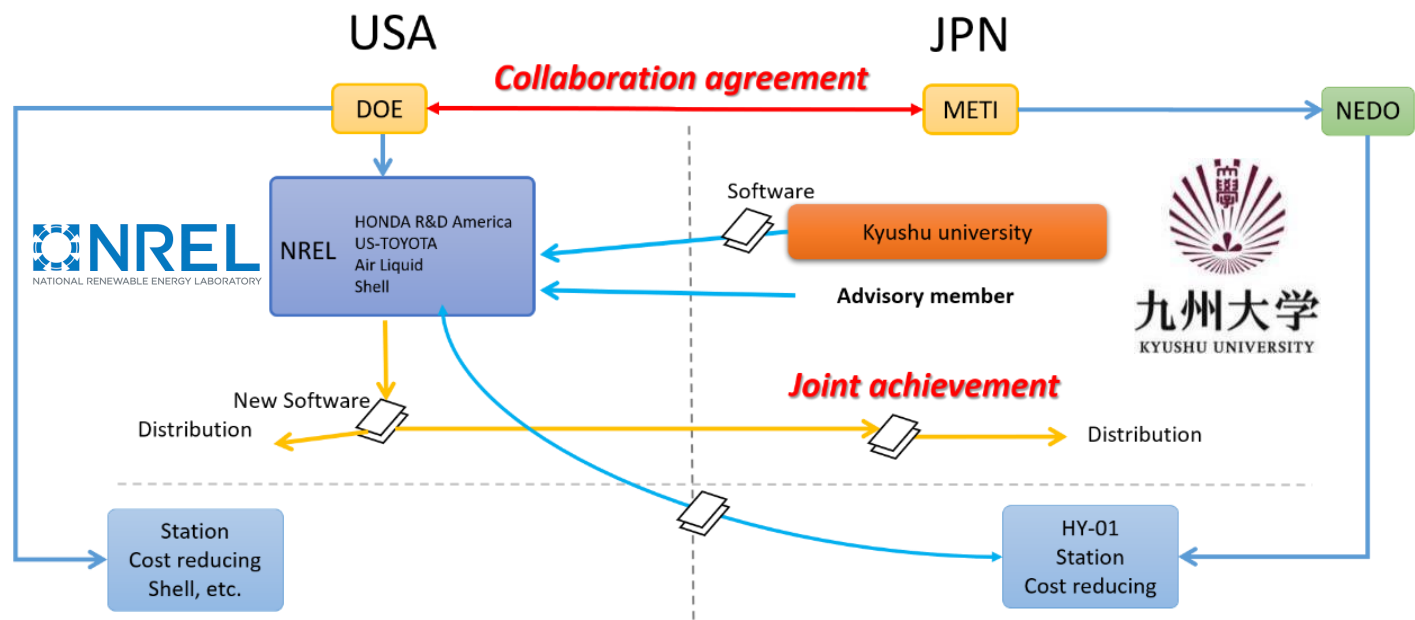 USA
JPN
Collaboration agreement
DOE
METI
NEDO
NREL
NATIONAL RENEWABLE ENERGY LABORATORY
NREL
HONDA R&D America
US-TOYOTA
Air Liquid
Shell
Software
Kyushu university
Advisory member
九州大学
KYUSHU UNIVERSITY
Joint achievement
New Software
Distribution
Distribution
Station
Cost reducing
Shell, etc.
HY-01
Station
Cost reducing